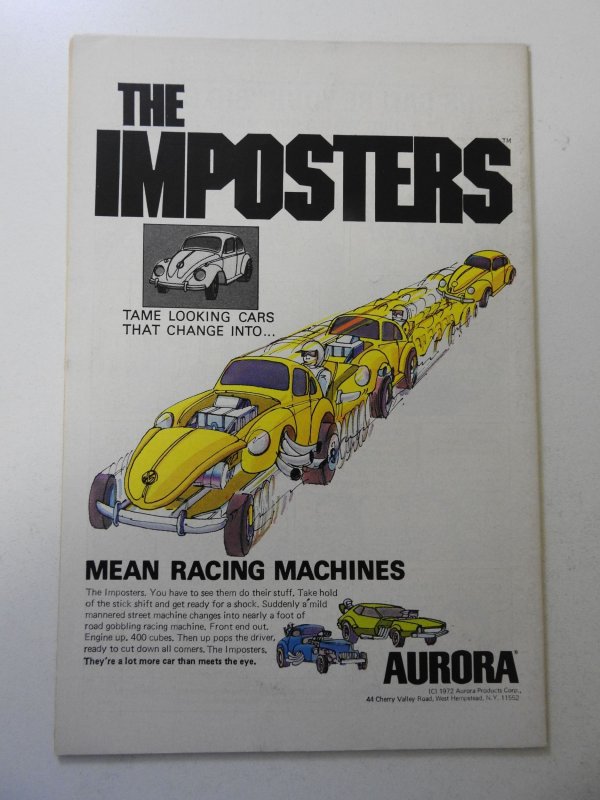 THE
IMPOSTERS™
TAME LOOKING CARS
THAT CHANGE INTO...
MEAN RACING MACHINES
The Imposters. You have to see them do their stuff. Take hold
of the stick shift and get ready for a shock. Suddenly a mild
mannered street machine changes into nearly a foot of
road gobbling racing machine. Front end out.
Engine up. 400 cubes. Then up pops the driver,
ready to cut down all comers. The Imposters.
They're a lot more car than meets the eye.
AURORA®
(C) 1972 Aurora Products Corp.,
44 Cherry Valley Road, West Hempstead, N.Y. 11552